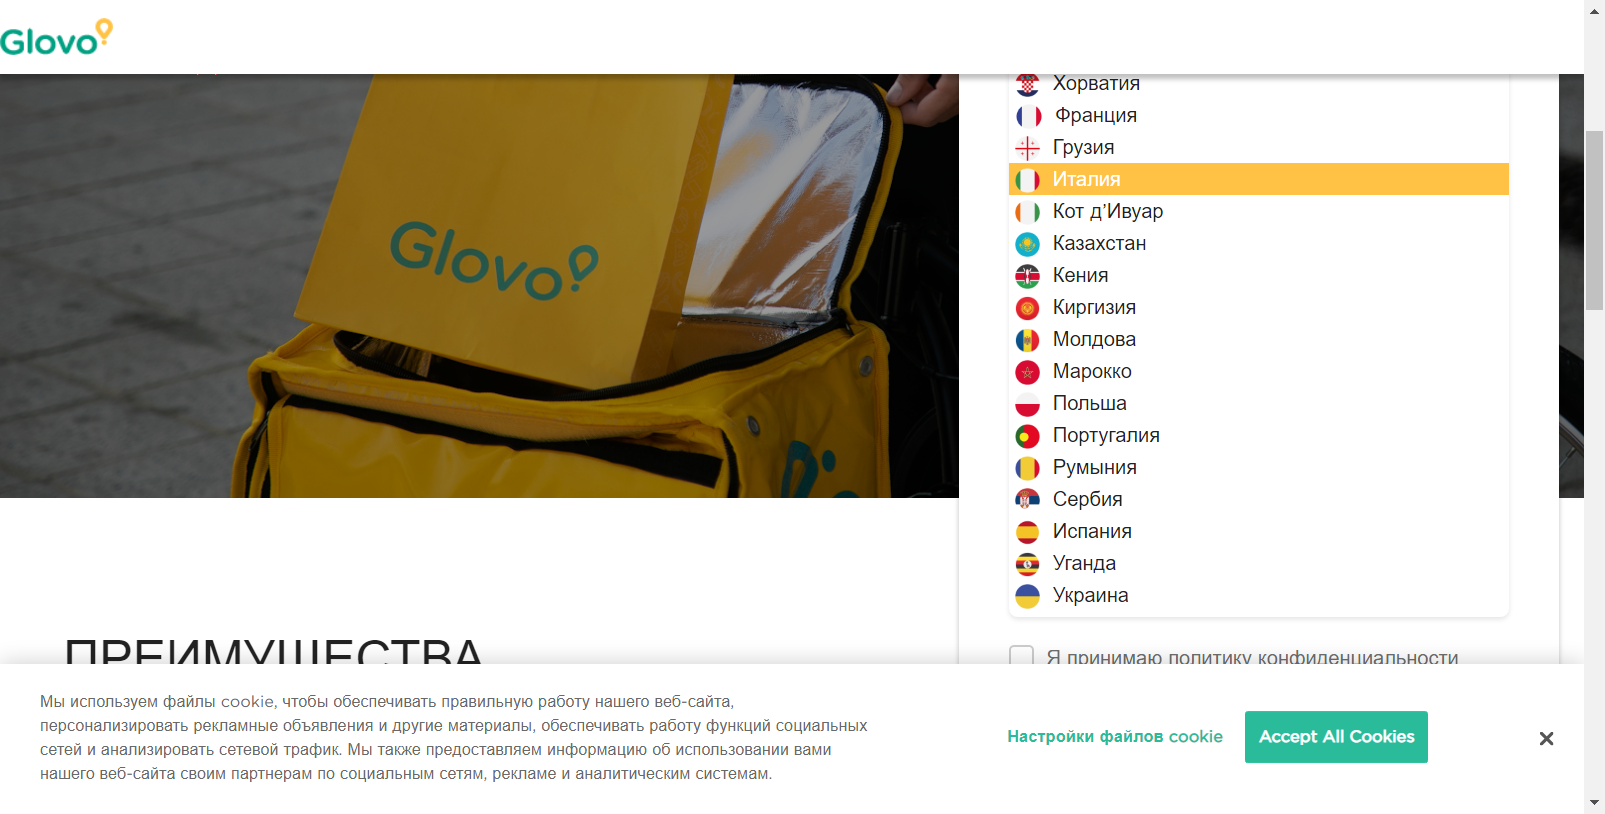 Glovo
Glovo
Хорватия
Франция
Грузия
Италия
Кот д’Ивуар
Казахстан
Кения
Киргизия
Молдова
Марокко
Польша
Португалия
Румыния
Сербия
Испания
Уганда
Украина
ПРЕИМУЩЕСТВА
Я принимаю политику конфиденциальности
Мы используем файлы cookie, чтобы обеспечивать правильную работу нашего веб-сайта,
персонализировать рекламные объявления и другие материалы, обеспечивать работу функций социальных
сетей и анализировать сетевой трафик. Мы также предоставляем информацию об использовании вами
нашего веб-сайта своим партнерам по социальным сетям, рекламе и аналитическим системам.
Настройки файлов cookie
Accept All Cookies